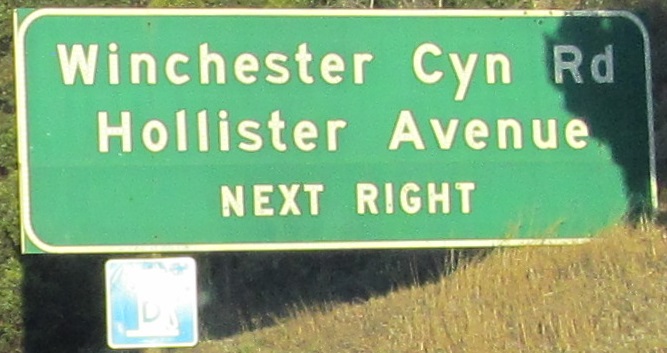 Winchester Cyn Rd
Hollister Avenue
NEXT RIGHT
D